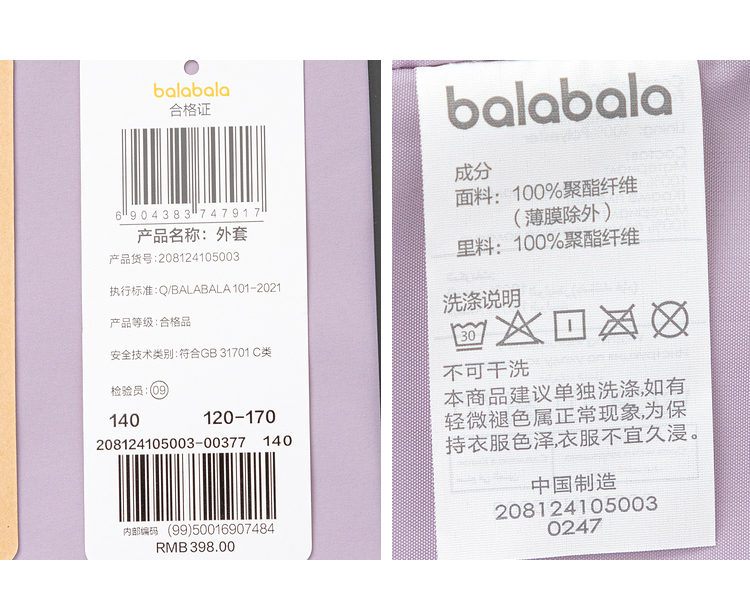 balabala
合格证
6 904383 747917
产品名称：外套
产品货号:208124105003
执行标准:Q/BALABALA 101-2021
产品等级:合格品
安全技术类别:符合GB 31701 C类
检验员:09
140 120-170
208124105003-00377 140
内部编码 (99)50016907484
RMB 398.00
balabala
成分
面料：100%聚酯纤维
（薄膜除外）
里料：100%聚酯纤维
洗涤说明
30
不可干洗
本商品建议单独洗涤,如有
轻微褪色属正常现象,为保
持衣服色泽,衣服不宜久浸。
中国制造
208124105003
0247